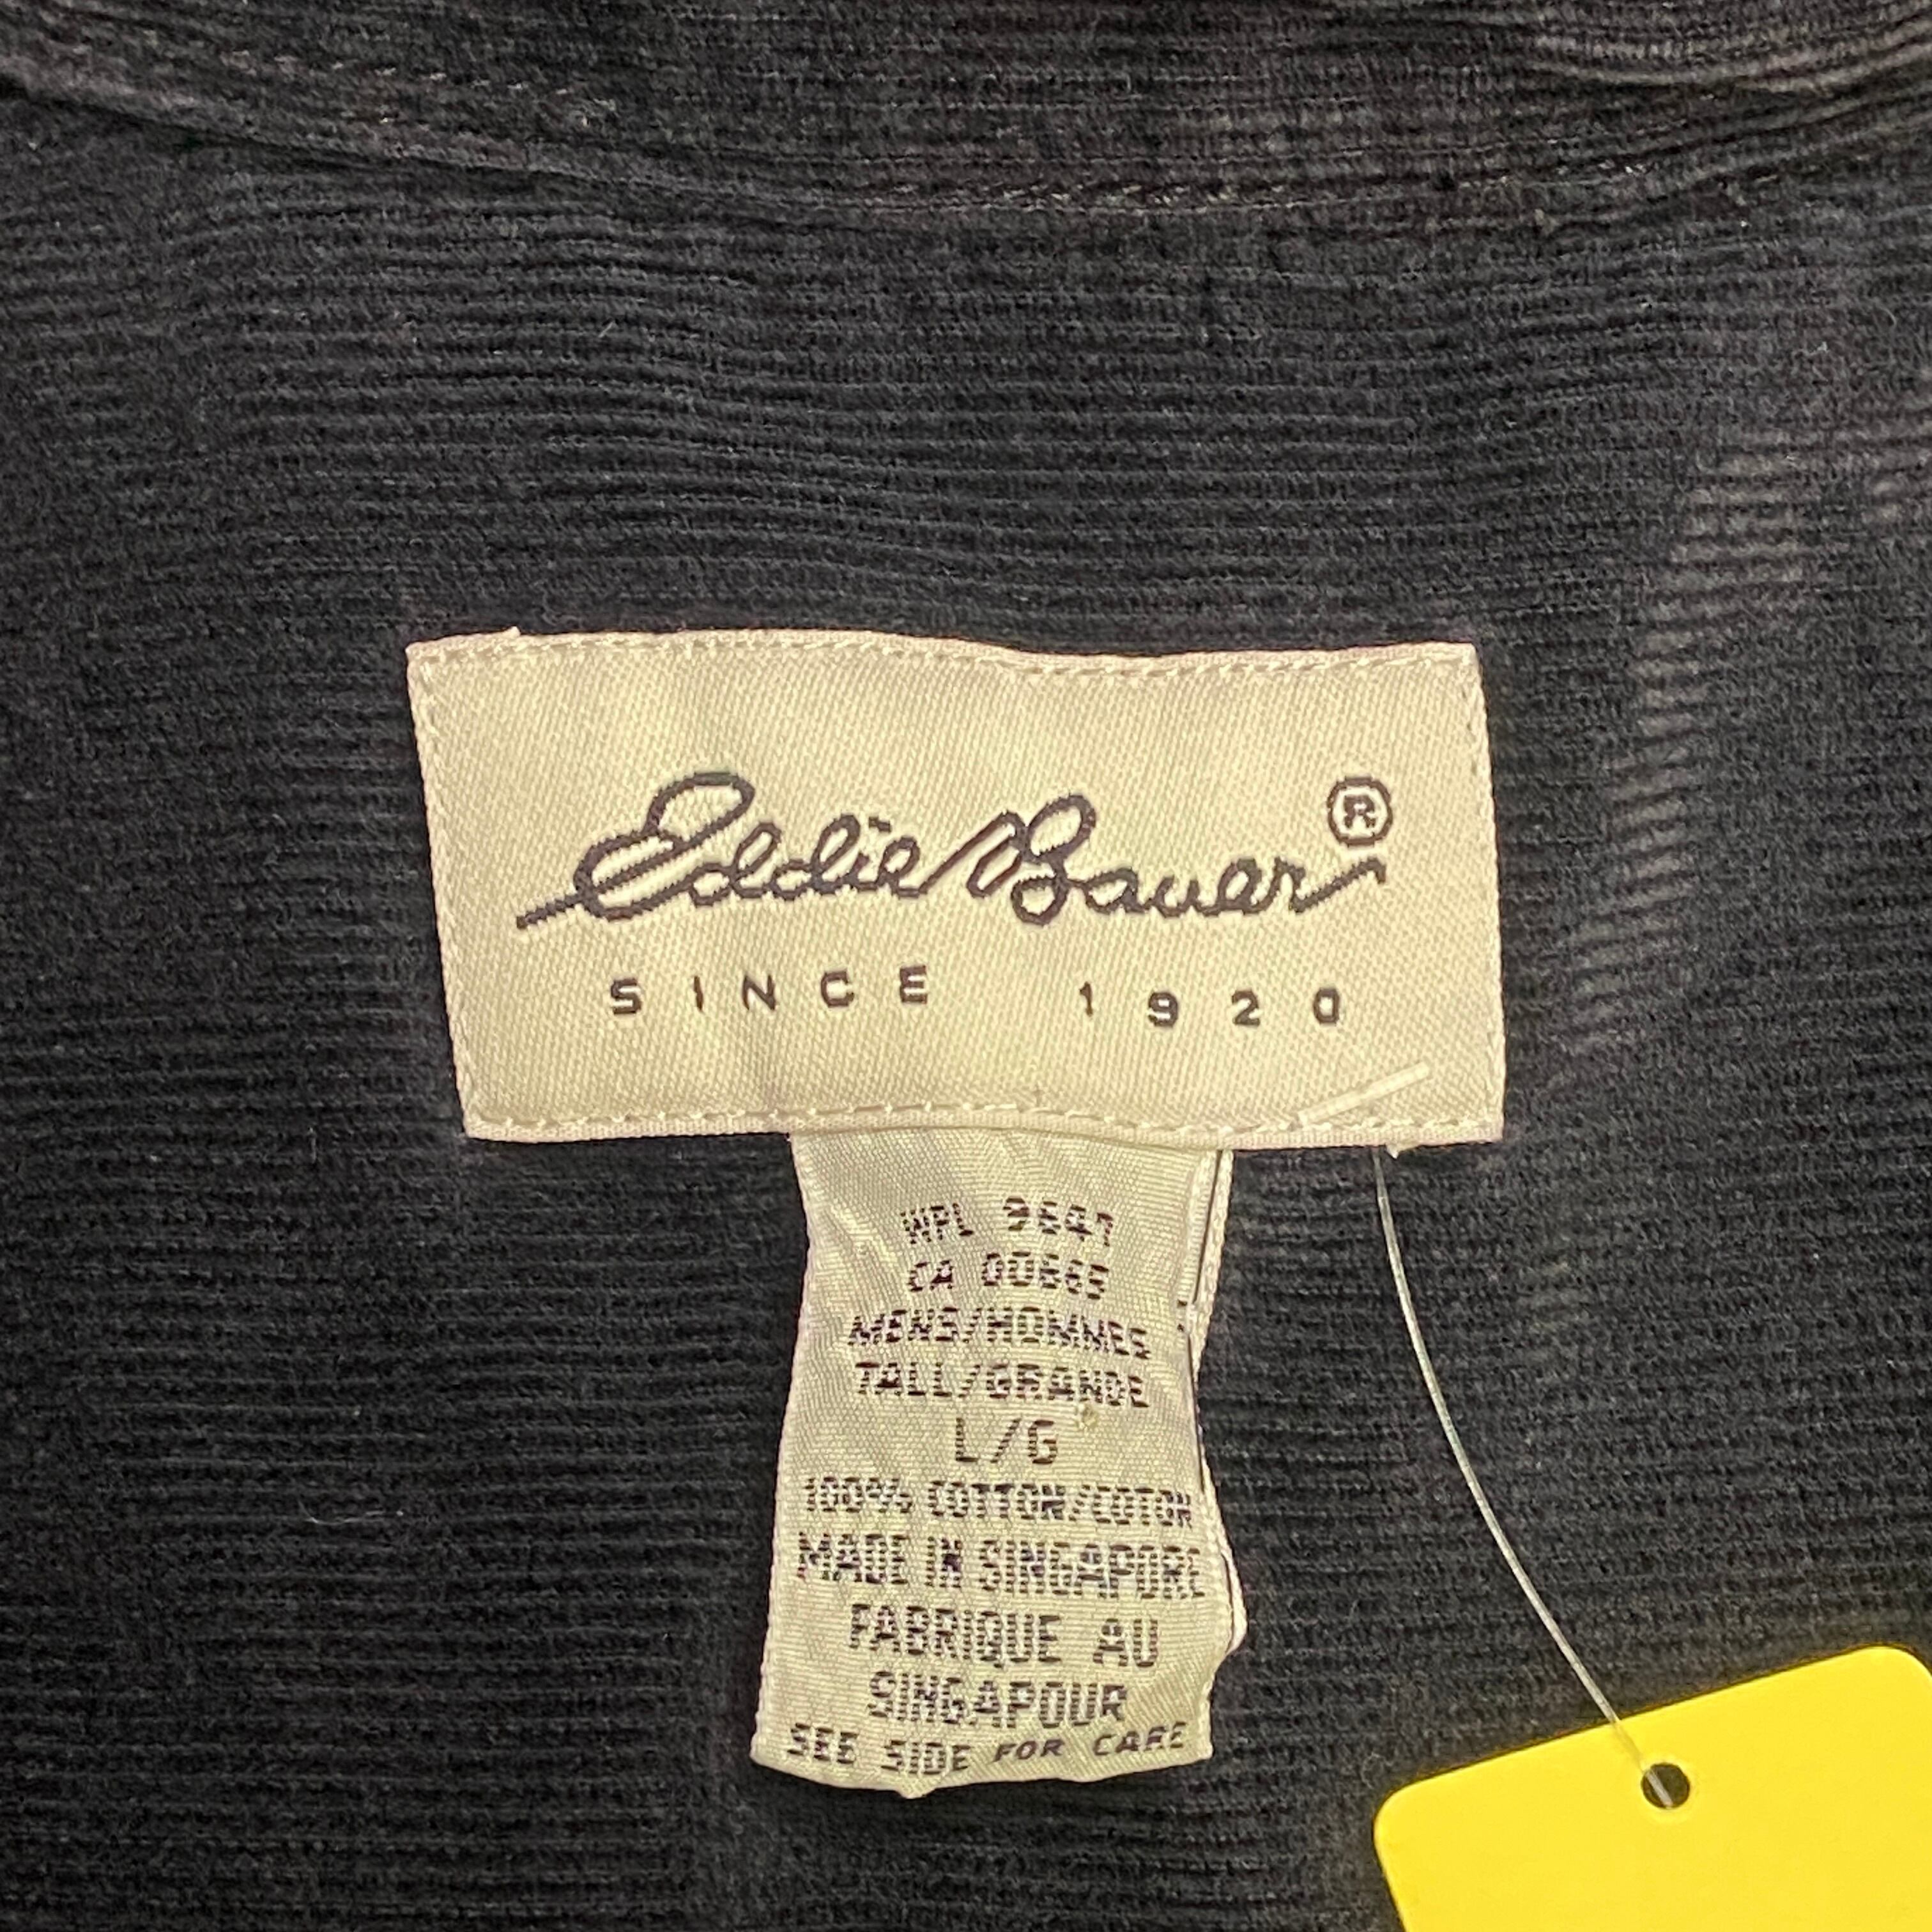 Eddie Bauer ®
SINCE 1920
WPL 9641
CA 00665
MENS/HOMMES
TALL/GRANDE
L/G
100% COTTON/COTON
MADE IN SINGAPORE
FABRIQUE AU
SINGAPOUR
SEE SIDE FOR CARE